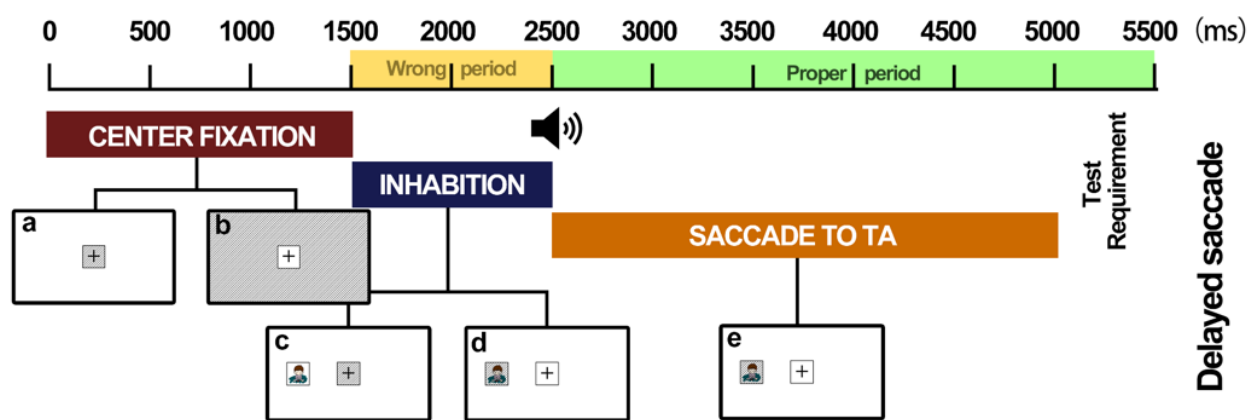 0 500 1000 1500 2000 2500 3000 3500 4000 4500 5000 5500 (ms)
Wrong period Proper period
CENTER FIXATION
INHABITION
SACCADE TO TA
Test
Requirement
Delayed saccade
a b
+ +
c d e
+ + +